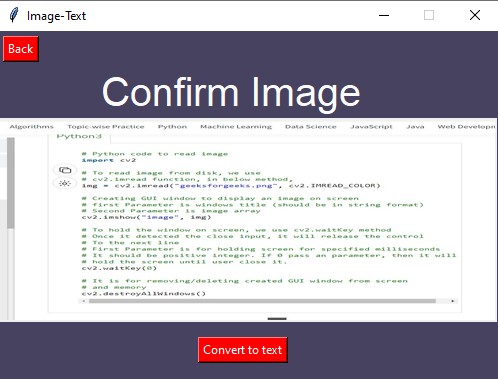 Image-Text
Back
Confirm Image
Algorithms Topic-wise Practice Python Machine Learning Data Science JavaScript Java Web Developn
Python3
# Python code to read image
import cv2
# To read image from disk, we use
# cv2.imread function, in below method,
img = cv2.imread("geeksforgeeks.png", cv2.IMREAD_COLOR)
# Creating GUI window to display an image on screen
# first Parameter is windows title (should be in string format)
# Second Parameter is image array
cv2.imshow("image", img)
# To hold the window on screen, we use cv2.waitKey method
# Once it detected the close input, it will release the control
# To the next line
# First Parameter is for holding screen for specified milliseconds
# It should be positive integer. If 0 pass an parameter, then it will
# hold the screen until user close it.
cv2.waitKey(0)
# It is for removing/deleting created GUI window from screen
# and memory
cv2.destroyAllWindows()
Convert to text